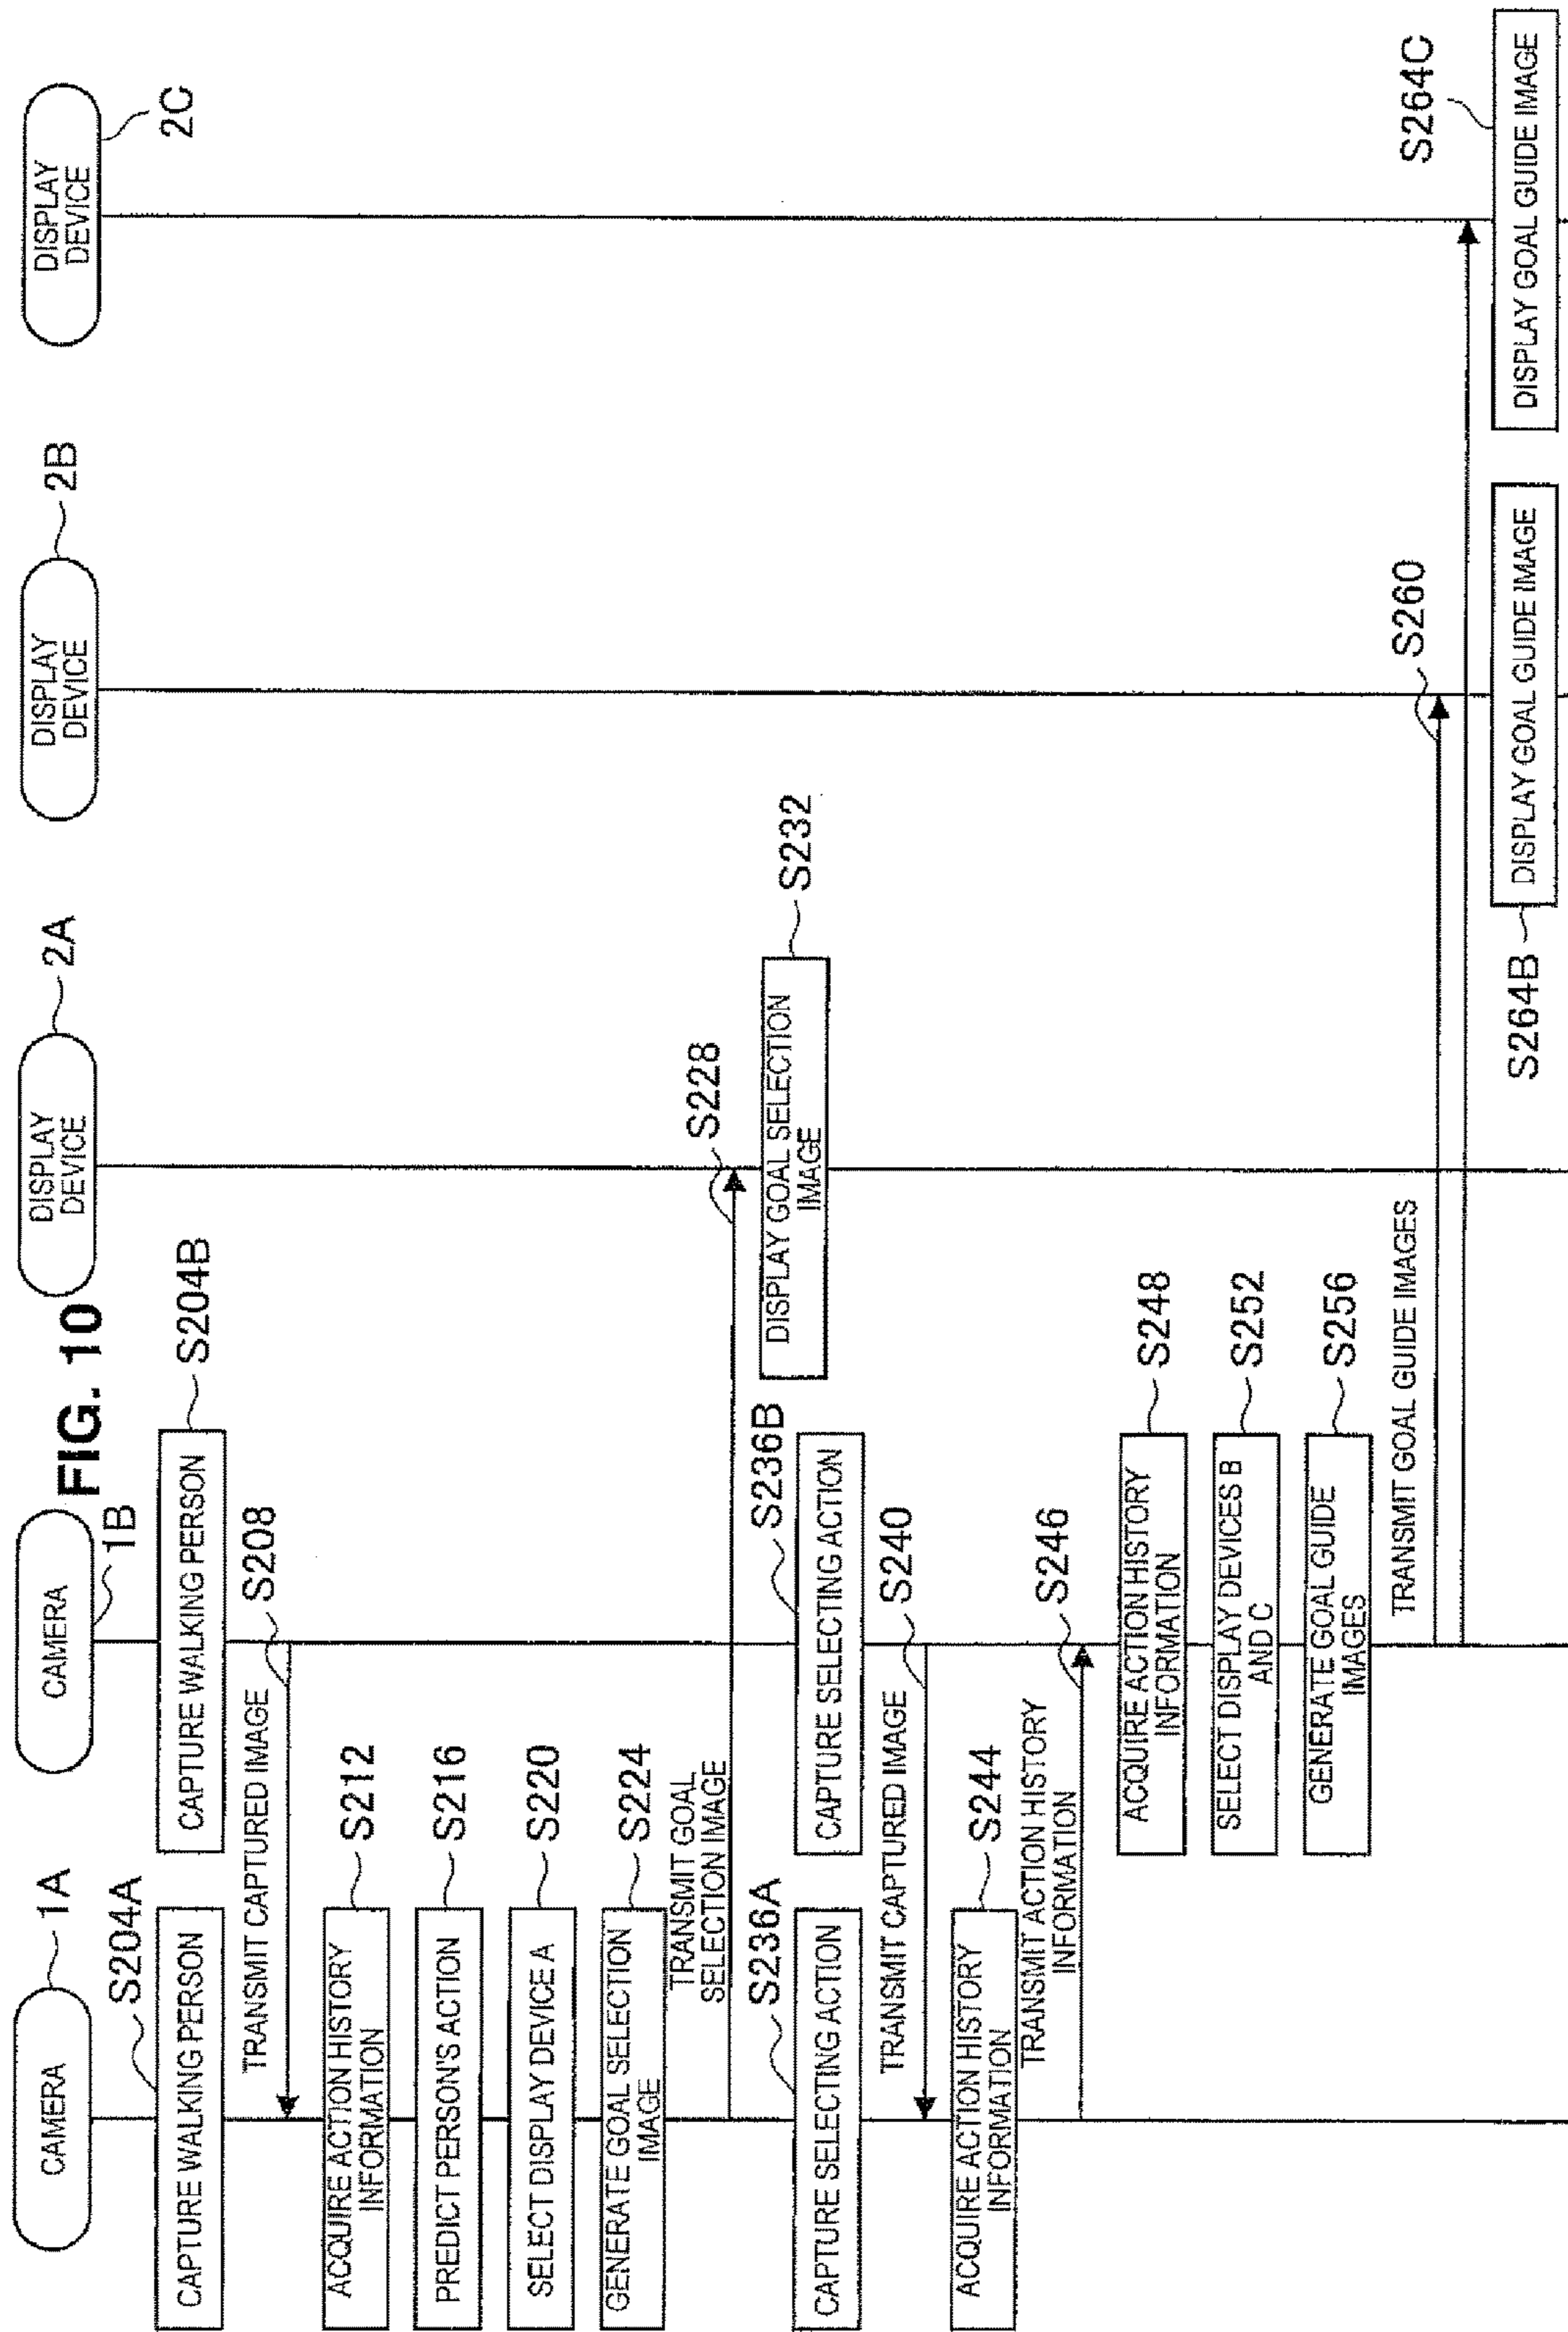 FIG. 10
CAMERA
1A
CAMERA
1B
DISPLAY
DEVICE
2A
DISPLAY
DEVICE
2B
DISPLAY
DEVICE
2C
S204A
CAPTURE WALKING PERSON
S204B
CAPTURE WALKING PERSON
S208
TRANSMIT CAPTURED IMAGE
S212
ACQUIRE ACTION HISTORY
INFORMATION
S216
PREDICT PERSON'S ACTION
S220
SELECT DISPLAY DEVICE A
S224
GENERATE GOAL SELECTION
IMAGE
TRANSMIT GOAL
SELECTION IMAGE
S228
S232
DISPLAY GOAL SELECTION
IMAGE
S236A
CAPTURE SELECTING ACTION
S236B
CAPTURE SELECTING ACTION
S240
TRANSMIT CAPTURED IMAGE
S244
ACQUIRE ACTION HISTORY
INFORMATION
S246
TRANSMIT ACTION HISTORY
INFORMATION
S248
ACQUIRE ACTION HISTORY
INFORMATION
S252
SELECT DISPLAY DEVICES B
AND C
S256
GENERATE GOAL GUIDE
IMAGES
TRANSMIT GOAL GUIDE IMAGES
S260
S264B
DISPLAY GOAL GUIDE IMAGE
S264C
DISPLAY GOAL GUIDE IMAGE